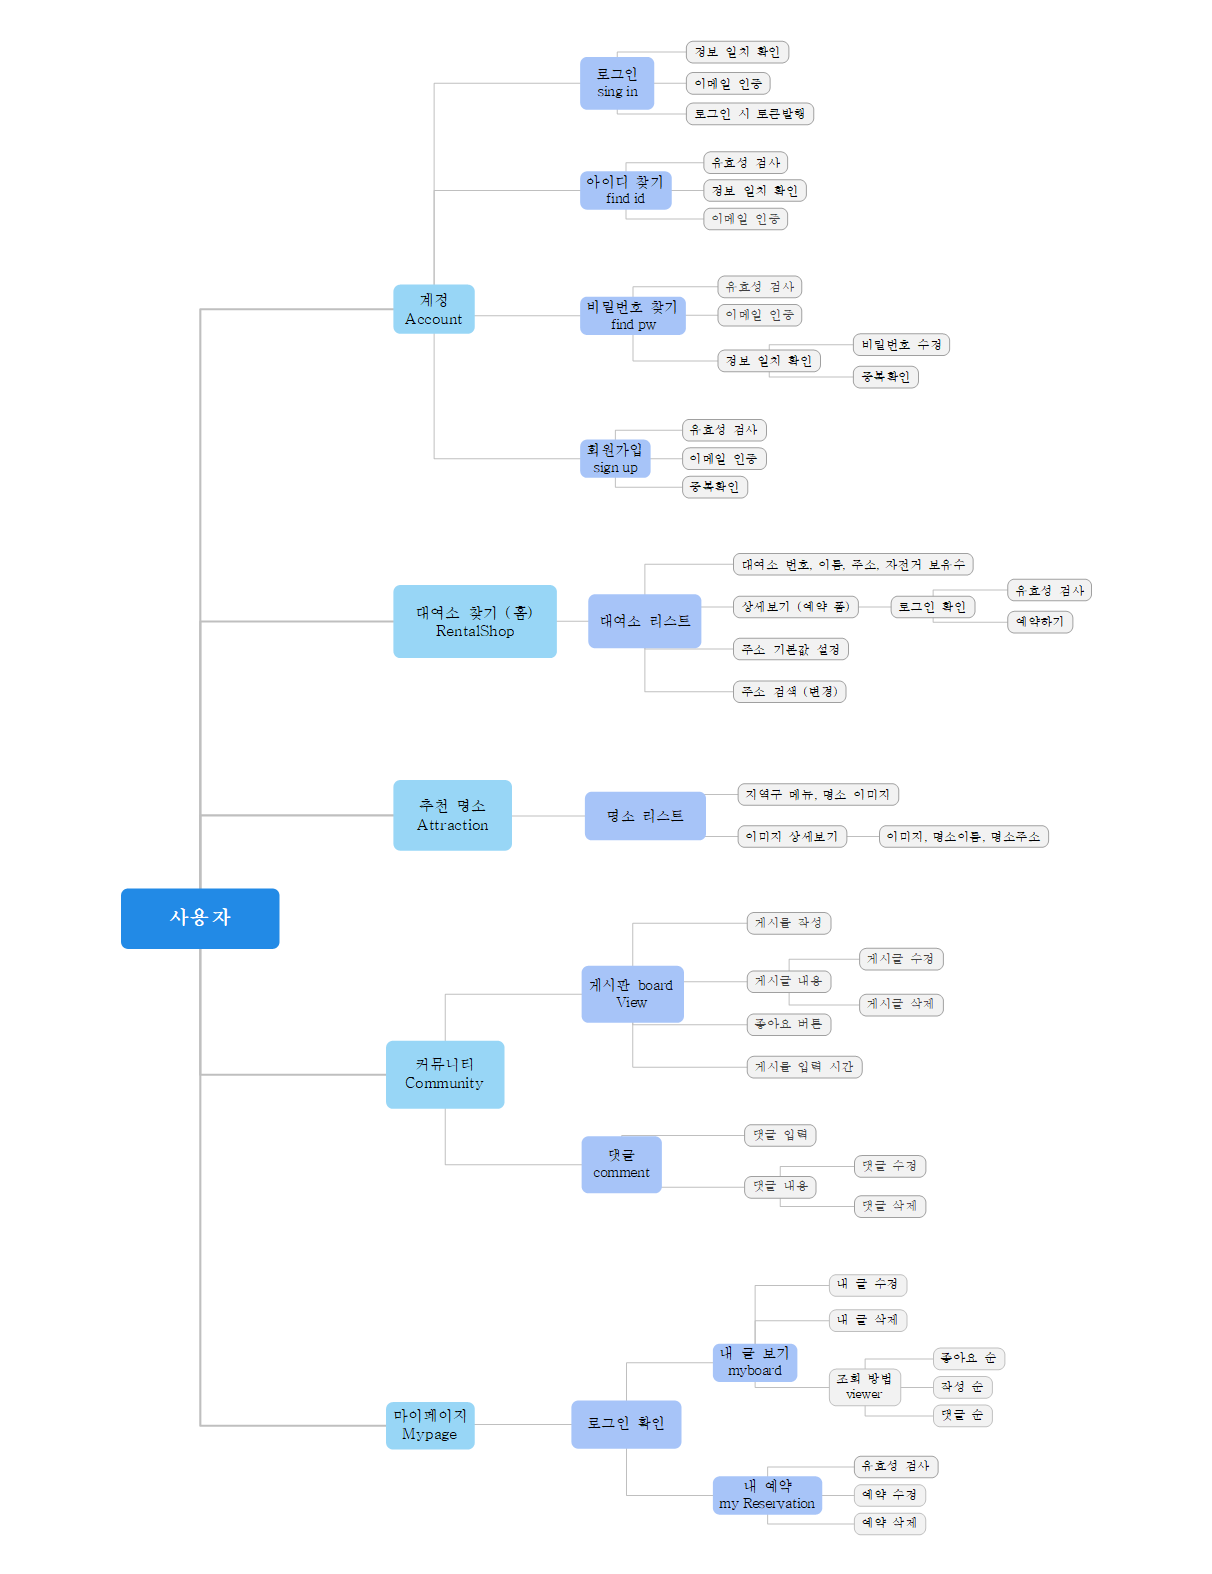 사용자
계정
Account
로그인
sing in
정보 일치 확인
이메일 인증
로그인 시 토큰발행
아이디 찾기
find id
유효성 검사
정보 일치 확인
이메일 인증
비밀번호 찾기
find pw
유효성 검사
이메일 인증
정보 일치 확인
비밀번호 수정
중복확인
회원가입
sign up
유효성 검사
이메일 인증
중복확인
대여소 찾기 (홈)
RentalShop
대여소 리스트
대여소 번호, 이름, 주소, 자전거 보유수
상세보기 (예약 폼)
로그인 확인
유효성 검사
예약하기
주소 기본값 설정
주소 검색 (변경)
추천 명소
Attraction
명소 리스트
지역구 메뉴, 명소 이미지
이미지 상세보기
이미지, 명소이름, 명소주소
커뮤니티
Community
게시판 board
View
게시물 작성
게시글 내용
게시글 수정
게시글 삭제
좋아요 버튼
게시물 입력 시간
댓글
comment
댓글 입력
댓글 내용
댓글 수정
댓글 삭제
마이페이지
Mypage
로그인 확인
내 글 보기
myboard
내 글 수정
내 글 삭제
조회 방법
viewer
좋아요 순
작성 순
댓글 순
내 예약
my Reservation
유효성 검사
예약 수정
예약 삭제